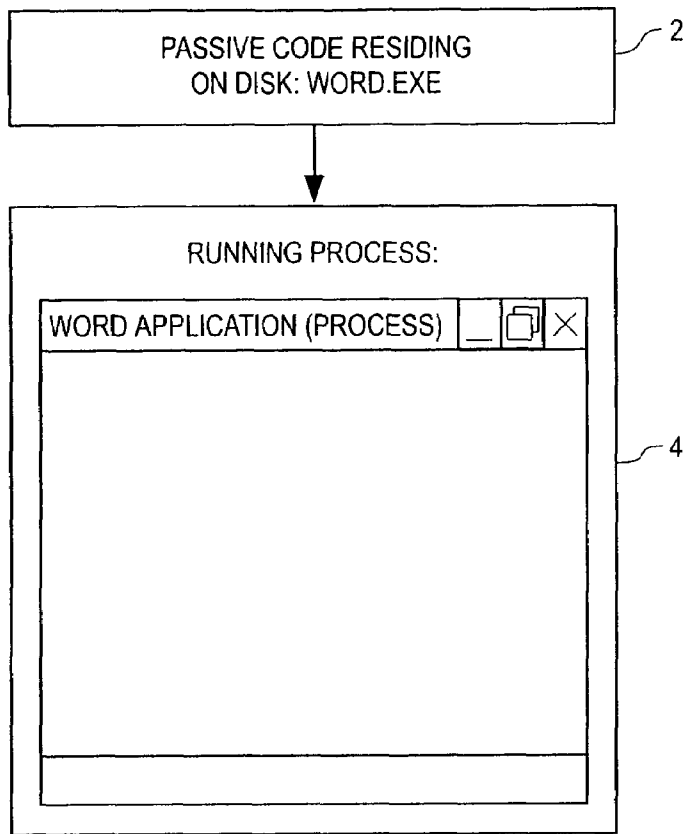 PASSIVE CODE RESIDING
ON DISK: WORD.EXE
2
RUNNING PROCESS:
WORD APPLICATION (PROCESS)
4